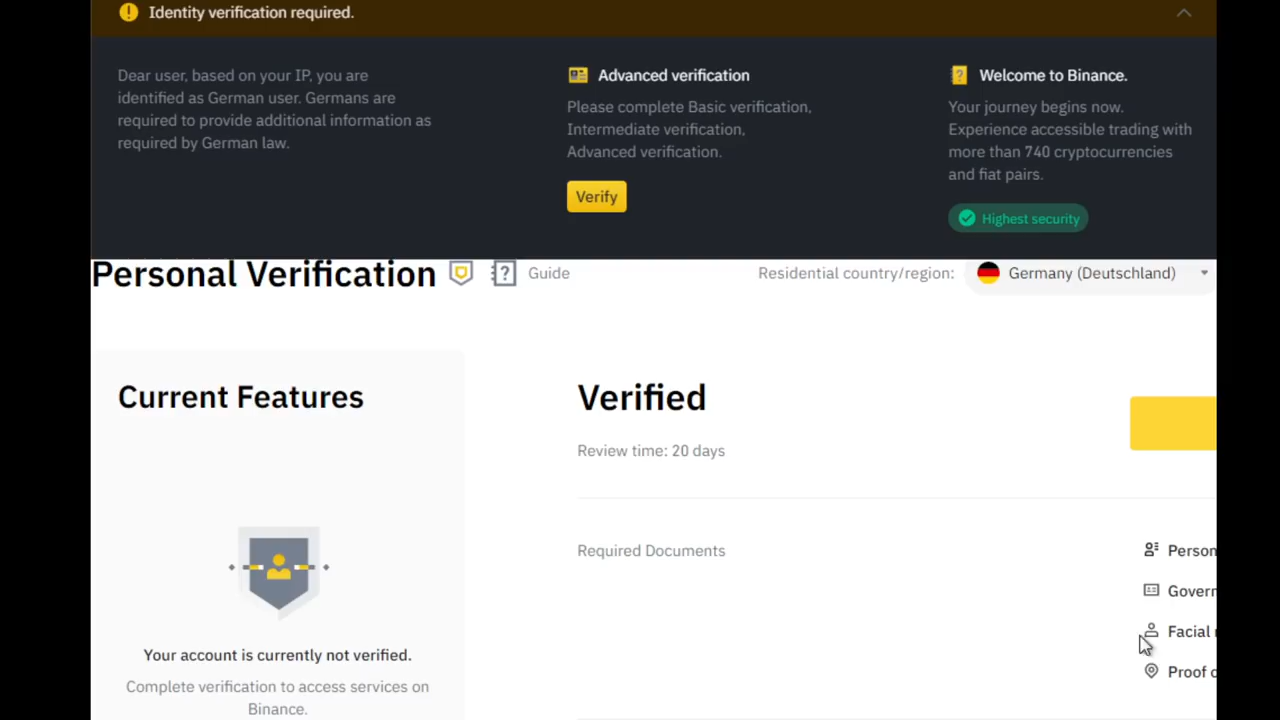 Identity verification required.
Dear user, based on your IP, you are
identified as German user. Germans are
required to provide additional information as
required by German law.
Advanced verification
Please complete Basic verification,
Intermediate verification,
Advanced verification.
Verify
Welcome to Binance.
Your journey begins now.
Experience accessible trading with
more than 740 cryptocurrencies
and fiat pairs.
Highest security
Personal Verification
Guide
Residential country/region:
Germany (Deutschland)
Current Features
Your account is currently not verified.
Complete verification to access services on
Binance.
Verified
Review time: 20 days
Required Documents
Person
Govern
Facial
Proof